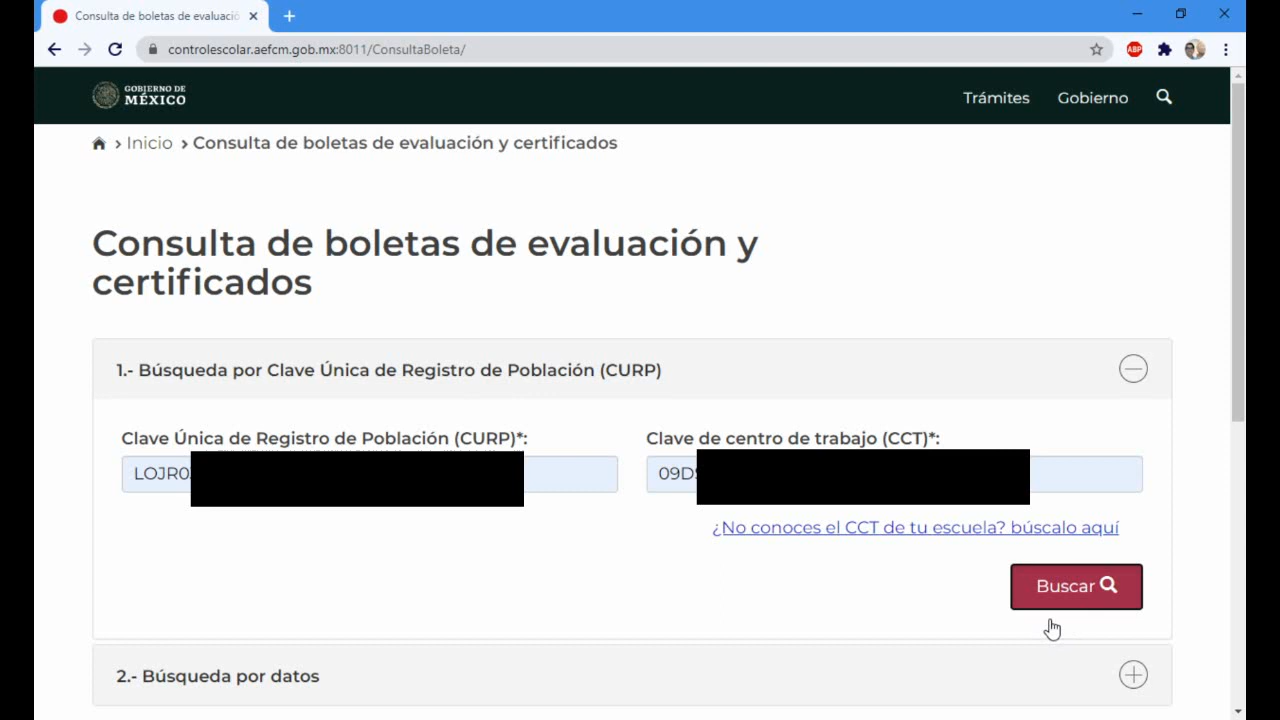 Consulta de boletas de evaluació
controlescolar.aefcm.gob.mx:8011/ConsultaBoleta/
ABP
GOBIERNO DE
MÉXICO
Trámites
Gobierno
Inicio > Consulta de boletas de evaluación y certificados
Consulta de boletas de evaluación y
certificados
1.- Búsqueda por Clave Única de Registro de Población (CURP)
Clave Única de Registro de Población (CURP)*:
Clave de centro de trabajo (CCT)*:
LOJR0
09D
¿No conoces el CCT de tu escuela? búscalo aquí
Buscar
2.- Búsqueda por datos